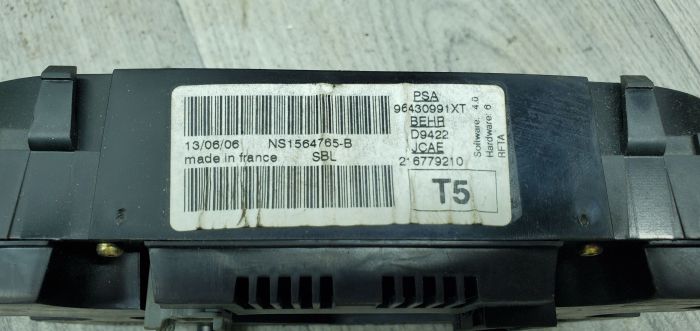 13/06/06 NS1564765-B
made in france SBL
PSA
96430991XT
BEHR
D9422
JCAE
2*6779210
T5
Software: 4.0
Hardware: 6
RFTA